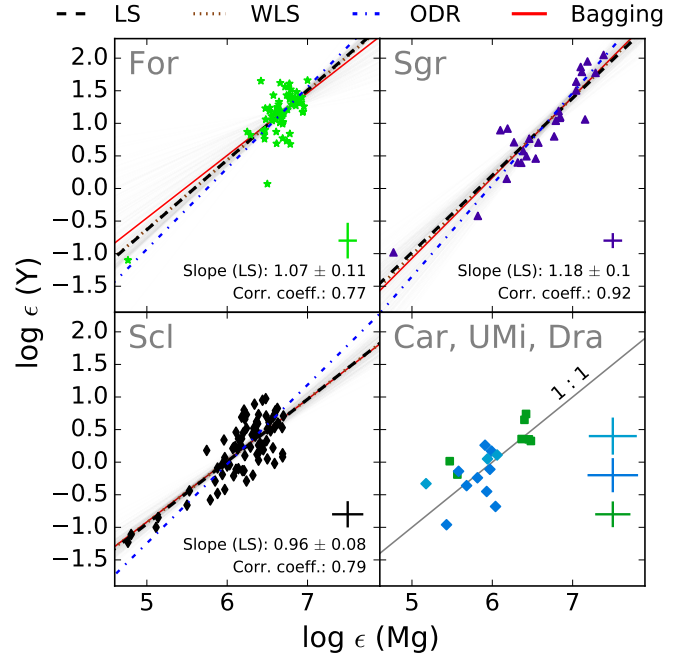 LS WLS ODR Bagging
For
2.0
1.5
1.0
0.5
0.0
−0.5
−1.0
−1.5
Slope (LS): 1.07 ± 0.11
Corr. coeff.: 0.77
Sgr
Slope (LS): 1.18 ± 0.1
Corr. coeff.: 0.92
log ϵ (Y)
Scl
2.0
1.5
1.0
0.5
0.0
−0.5
−1.0
−1.5
Slope (LS): 0.96 ± 0.08
Corr. coeff.: 0.79
Car, UMi, Dra
1 : 1
5 6 7 5 6 7
log ϵ (Mg)